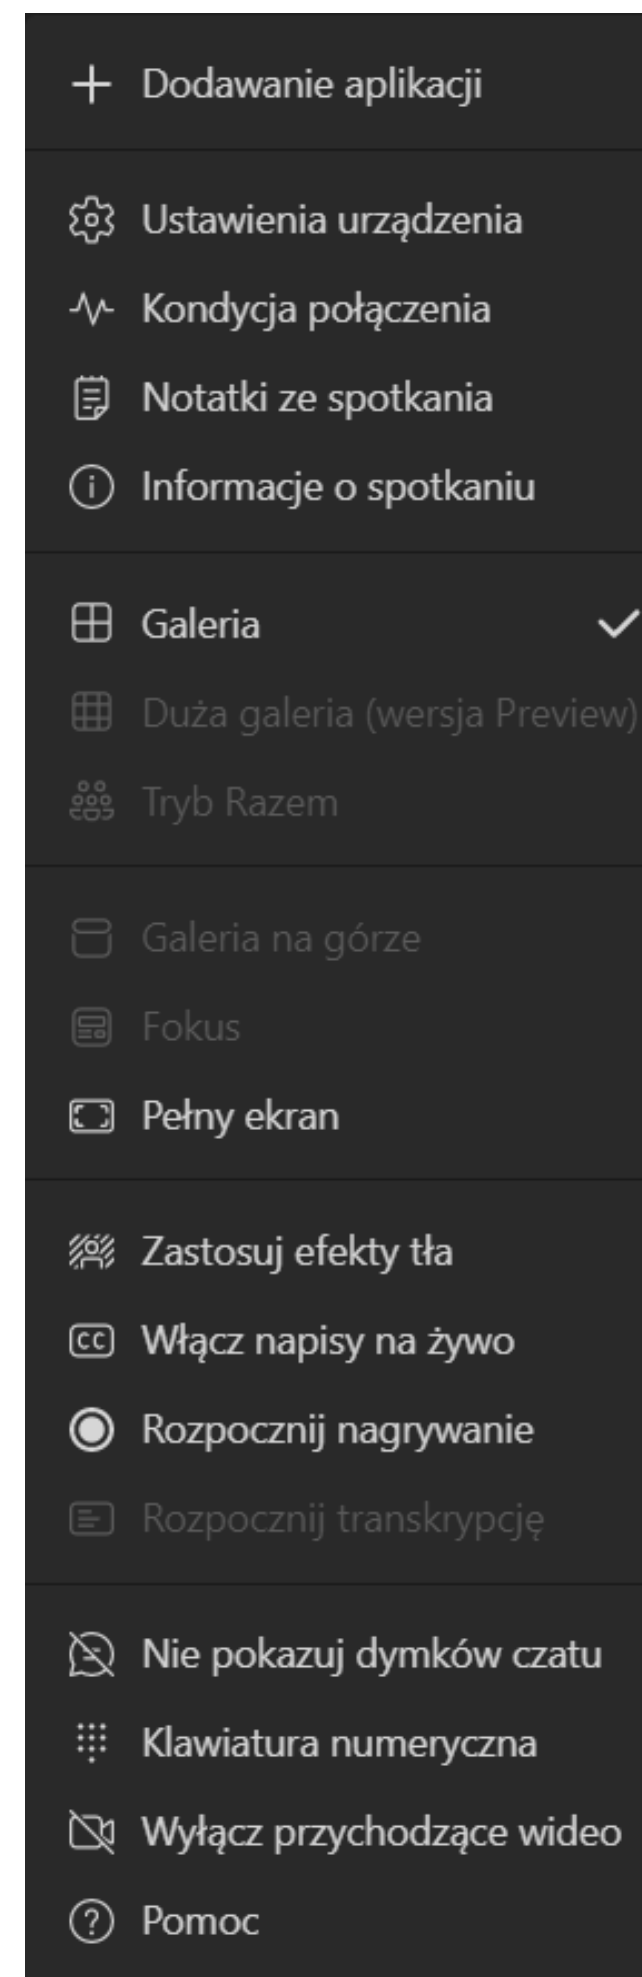 Dodawanie aplikacji
Ustawienia urządzenia
Kondycja połączenia
Notatki ze spotkania
Informacje o spotkaniu
Galeria
Duża galeria (wersja Preview)
Tryb Razem
Galeria na górze
Fokus
Pełny ekran
Zastosuj efekty tła
CC Włącz napisy na żywo
Rozpocznij nagrywanie
Rozpocznij transkrypcję
Nie pokazuj dymków czatu
Klawiatura numeryczna
Wyłącz przychodzące wideo
Pomoc